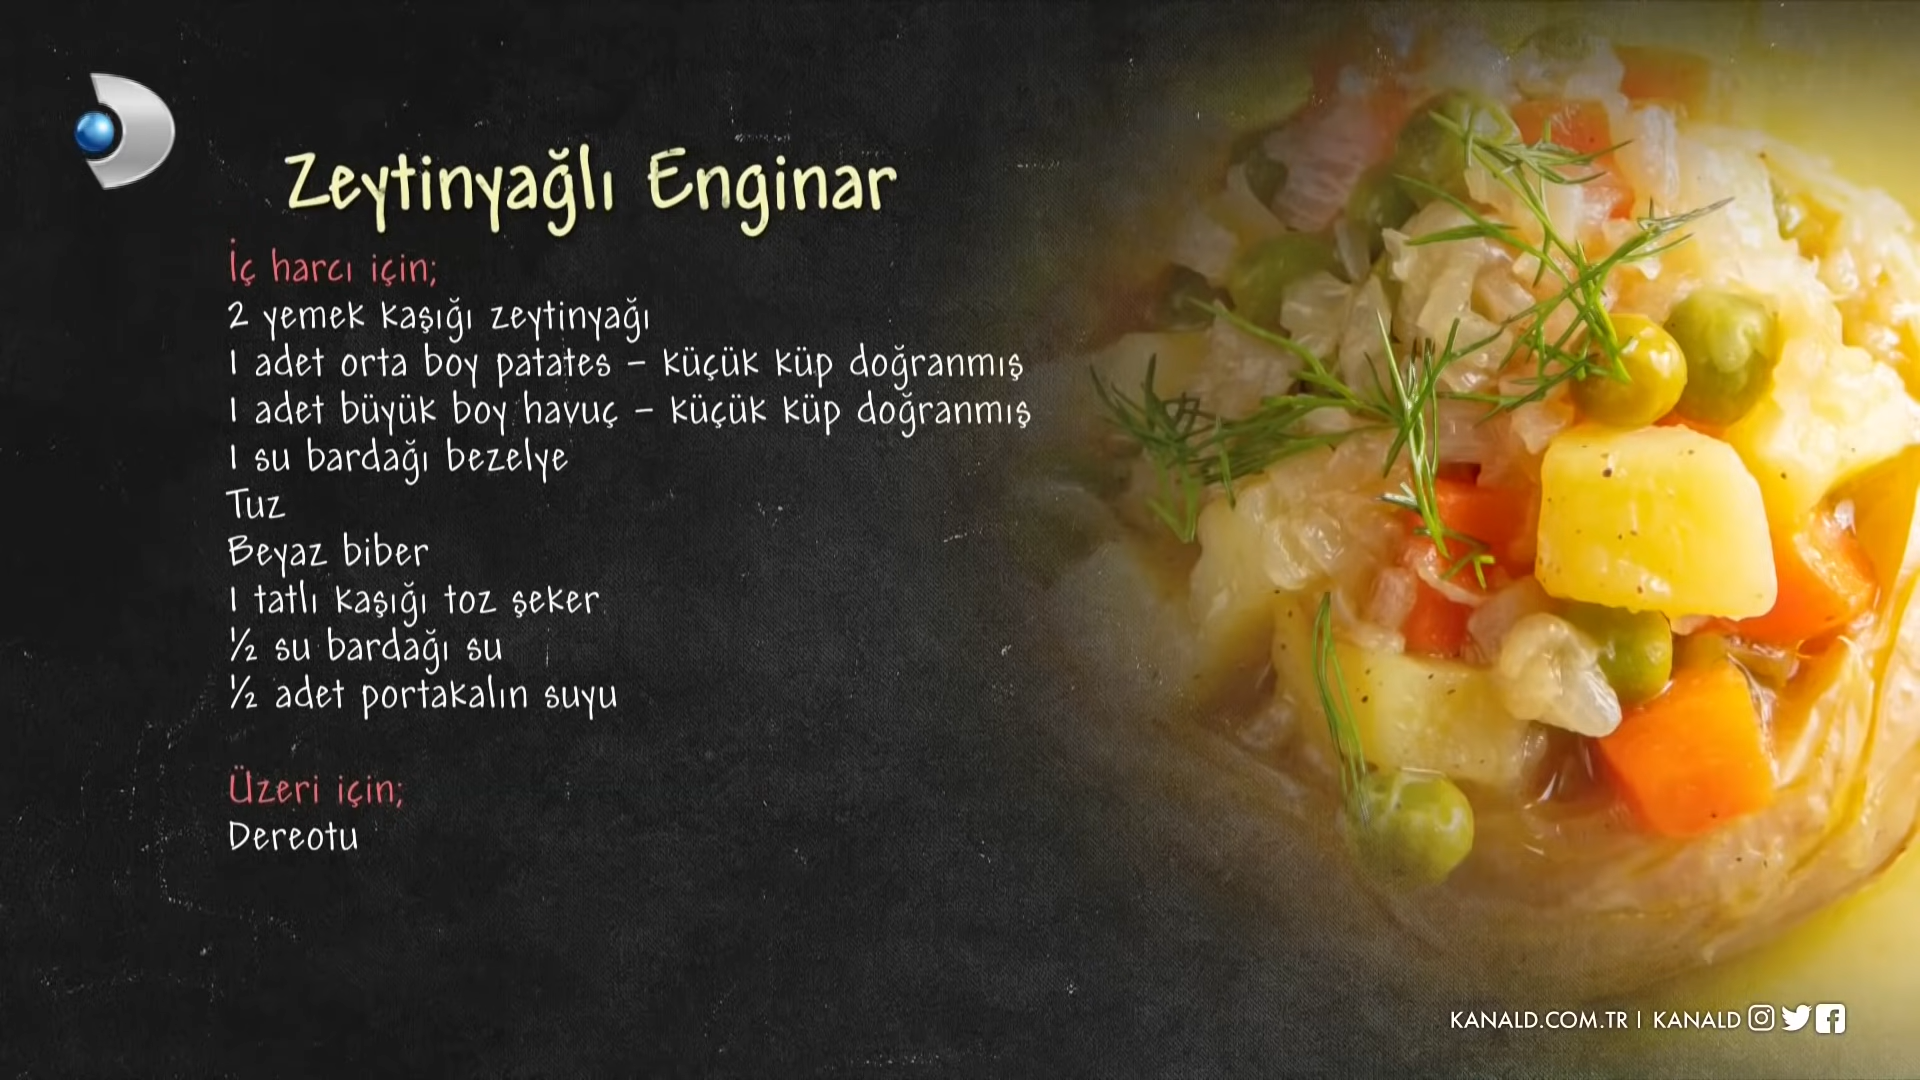 Zeytinyağlı Enginar
İç harcı için;
2 yemek kaşığı zeytinyağı
1 adet orta boy patates – küçük küp doğranmış
1 adet büyük boy havuç – küçük küp doğranmış
1 su bardağı bezelye
Tuz
Beyaz biber
1 tatlı kaşığı toz şeker
½ su bardağı su
½ adet portakalın suyu
Üzeri için;
Dereotu
KANALD.COM.TR | KANALD